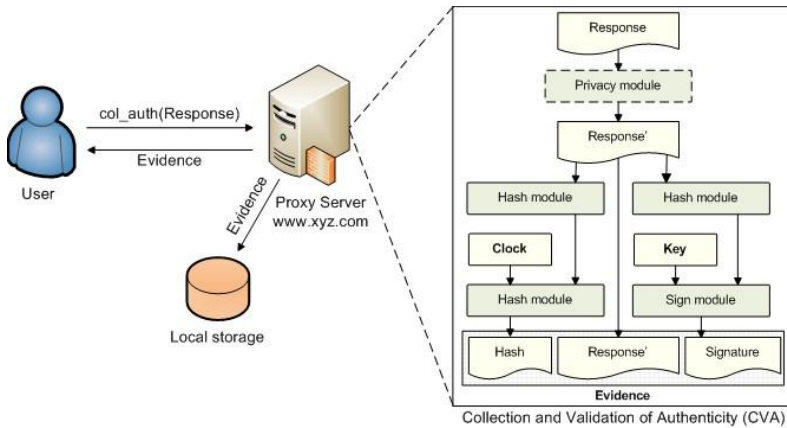 Response
Privacy module
Response'
Hash module
Hash module
Clock
Key
Hash module
Sign module
Hash
Response'
Signature
Evidence
Collection and Validation of Authenticity (CVA)
col_auth(Response)
Evidence
User
Evidence
Proxy Server
www.xyz.com
Local storage